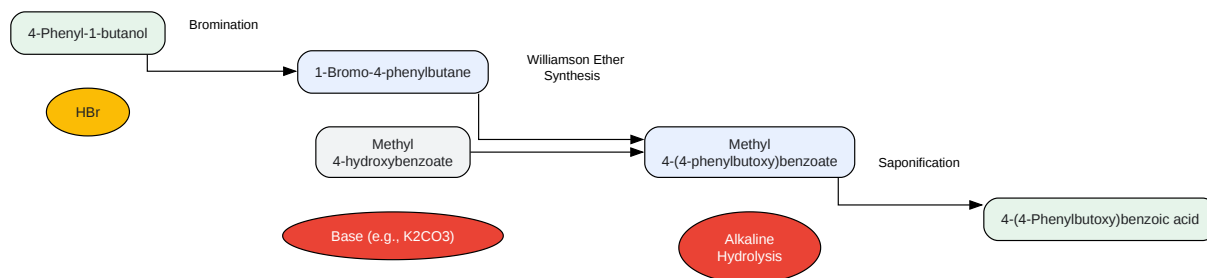 4-Phenyl-1-butanol
Bromination
HBr
1-Bromo-4-phenylbutane
Williamson Ether
Synthesis
Methyl
4-hydroxybenzoate
Base (e.g., K2CO3)
Methyl
4-(4-phenylbutoxy)benzoate
Alkaline
Hydrolysis
Saponification
4-(4-Phenylbutoxy)benzoic acid